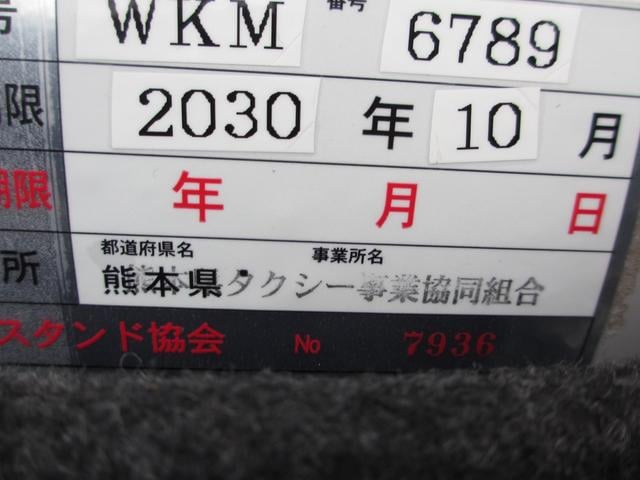 号 WKM 番号 6789
限 2030 年 10 月
期限 年 月 日
所 都道府県名 事業所名
熊本県 タクシー事業協同組合
スタンド協会 No 7936